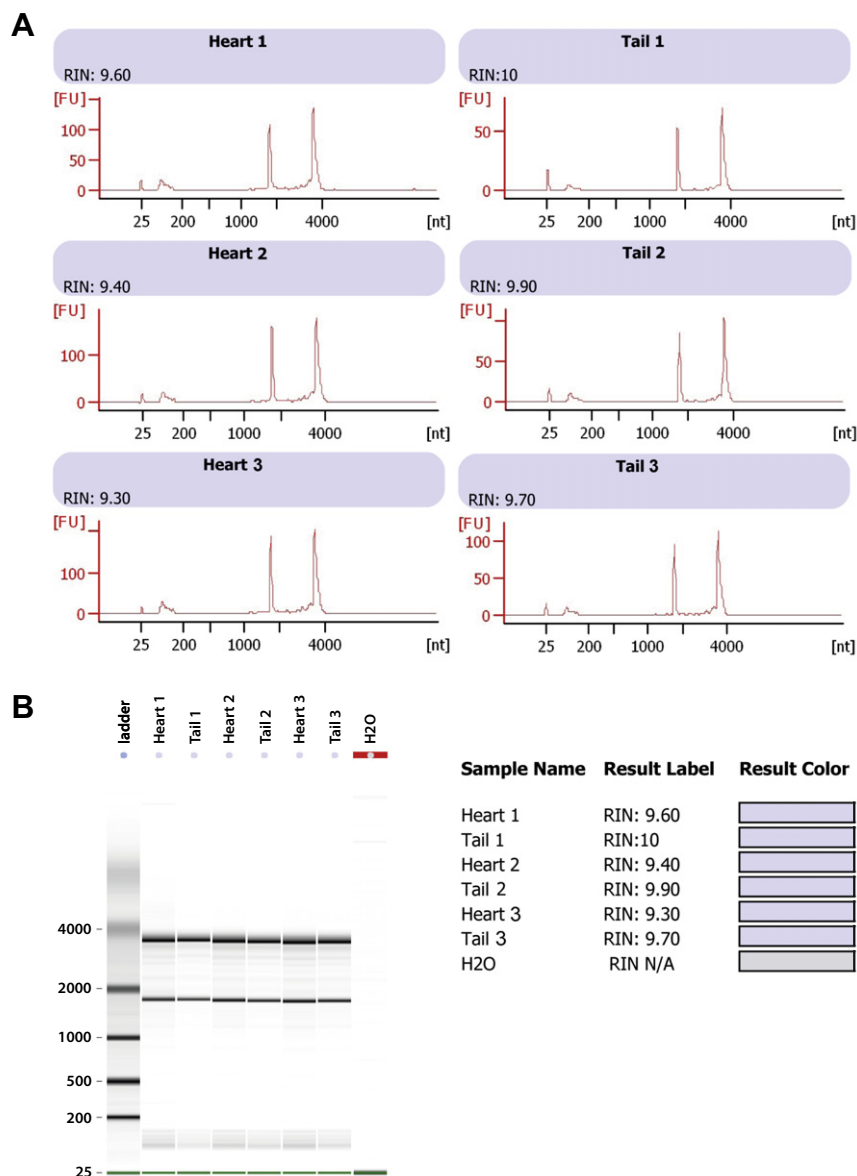 A
Heart 1
RIN: 9.60
[FU]
100
50
0
25 200 1000 4000 [nt]
Tail 1
RIN:10
[FU]
50
0
25 200 1000 4000 [nt]
Heart 2
RIN: 9.40
[FU]
100
0
25 200 1000 4000 [nt]
Tail 2
RIN: 9.90
[FU]
50
0
25 200 1000 4000 [nt]
Heart 3
RIN: 9.30
[FU]
100
0
25 200 1000 4000 [nt]
Tail 3
RIN: 9.70
[FU]
100
50
0
25 200 1000 4000 [nt]
B
ladder
Heart 1
Tail 1
Heart 2
Tail 2
Heart 3
Tail 3
H2O
4000
2000
1000
500
200
25
Sample Name Result Label Result Color
Heart 1 RIN: 9.60
Tail 1 RIN:10
Heart 2 RIN: 9.40
Tail 2 RIN: 9.90
Heart 3 RIN: 9.30
Tail 3 RIN: 9.70
H2O RIN N/A